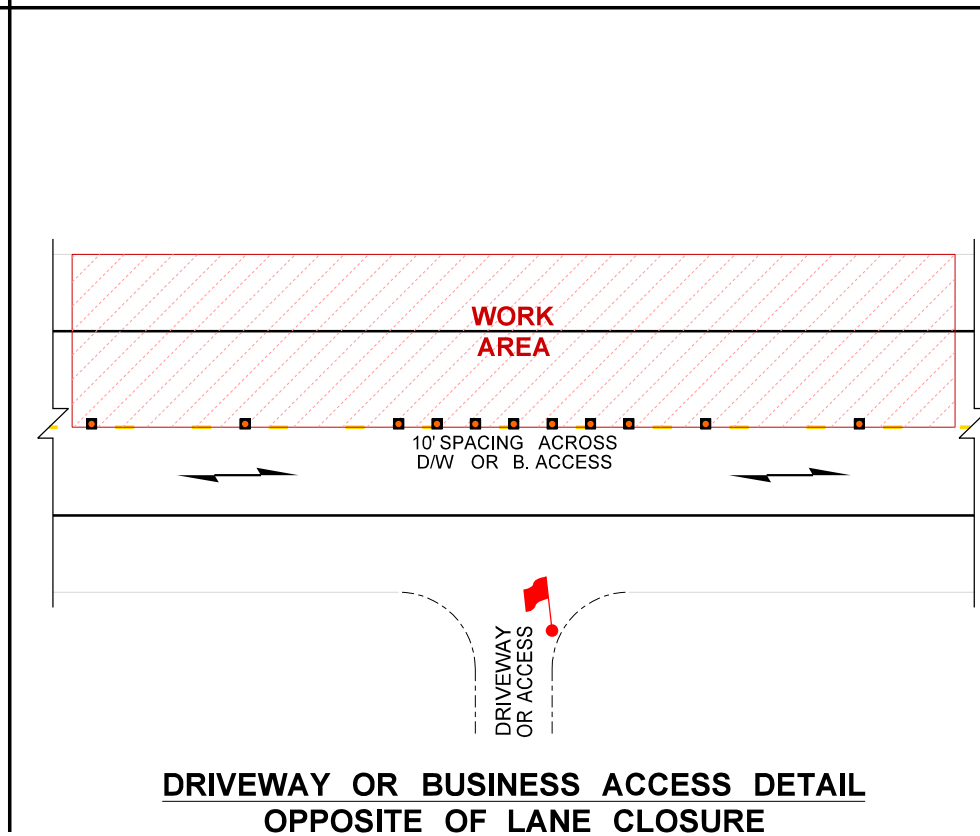 WORK
AREA
10' SPACING ACROSS
D/W OR B. ACCESS
DRIVEWAY
OR ACCESS
DRIVEWAY OR BUSINESS ACCESS DETAIL
OPPOSITE OF LANE CLOSURE